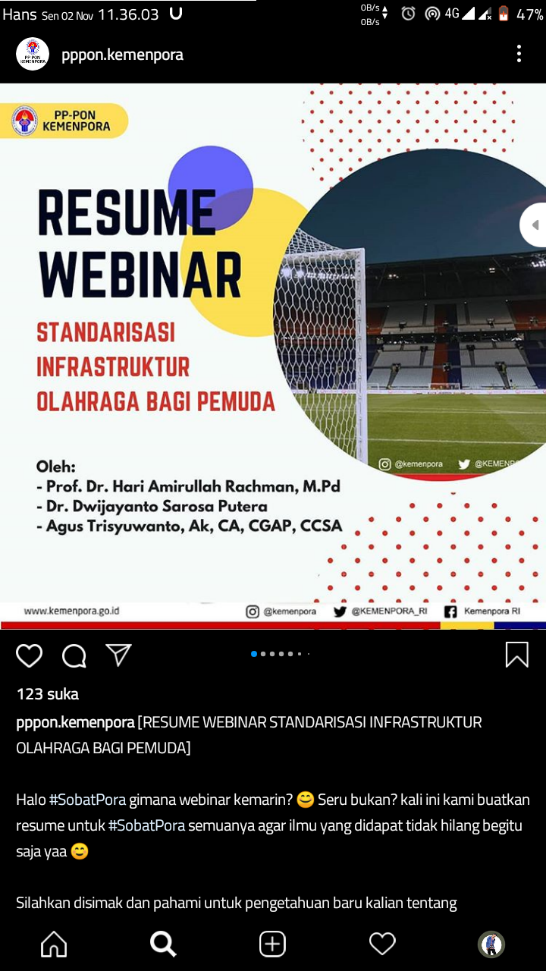 Hans Sen 02 Nov 11.36.03 U
0B/s
0B/s
4G
47%
PP-PON
KEMENPORA
pppon.kemenpora
PP-PON
KEMENPORA
RESUME
WEBINAR
STANDARISASI
INFRASTRUKTUR
OLAHRAGA BAGI PEMUDA
@kemenpora @KEMENP
Oleh:
- Prof. Dr. Hari Amirullah Rachman, M.Pd
- Dr. Dwijayanto Sarosa Putera
- Agus Trisyuwanto, Ak, CA, CGAP, CCSA
www.kemenpora.go.id @kemenpora @KEMENPORA_RI Kemenpora RI
123 suka
pppon.kemenpora [RESUME WEBINAR STANDARISASI INFRASTRUKTUR
OLAHRAGA BAGI PEMUDA]
Halo #SobatPora gimana webinar kemarin? 😊 Seru bukan? kali ini kami buatkan
resume untuk #SobatPora semuanya agar ilmu yang didapat tidak hilang begitu
saja yaa 😊
Silahkan disimak dan pahami untuk pengetahuan baru kalian tentang